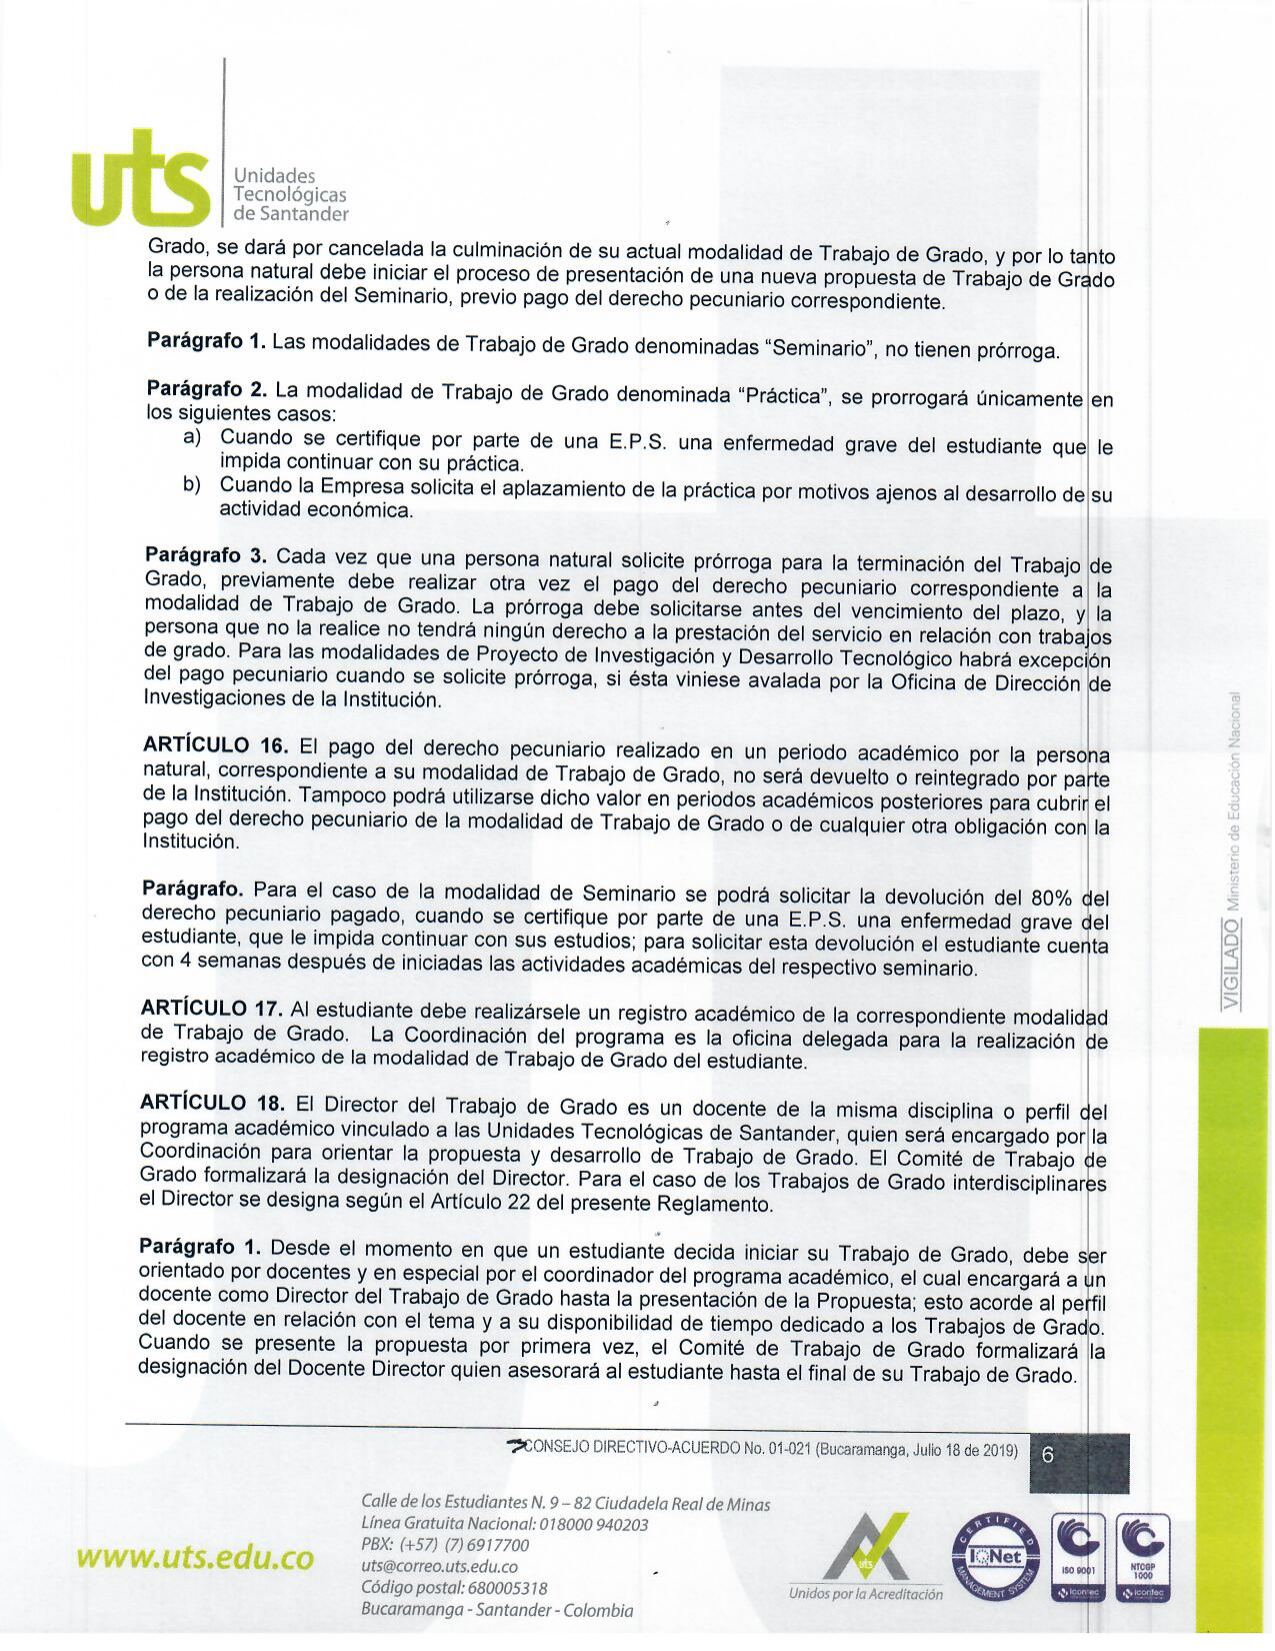 uts
Unidades
Tecnológicas
de Santander
Grado, se dará por cancelada la culminación de su actual modalidad de Trabajo de Grado, y por lo tanto
la persona natural debe iniciar el proceso de presentación de una nueva propuesta de Trabajo de Grado
o de la realización del Seminario, previo pago del derecho pecuniario correspondiente.
Parágrafo 1. Las modalidades de Trabajo de Grado denominadas “Seminario”, no tienen prórroga.
Parágrafo 2. La modalidad de Trabajo de Grado denominada “Práctica”, se prorrogará únicamente en
los siguientes casos:
a) Cuando se certifique por parte de una E.P.S. una enfermedad grave del estudiante que le
impida continuar con su práctica.
b) Cuando la Empresa solicita el aplazamiento de la práctica por motivos ajenos al desarrollo de su
actividad económica.
Parágrafo 3. Cada vez que una persona natural solicite prórroga para la terminación del Trabajo de
Grado, previamente debe realizar otra vez el pago del derecho pecuniario correspondiente a la
modalidad de Trabajo de Grado. La prórroga debe solicitarse antes del vencimiento del plazo, y la
persona que no la realice no tendrá ningún derecho a la prestación del servicio en relación con trabajos
de grado. Para las modalidades de Proyecto de Investigación y Desarrollo Tecnológico habrá excepción
del pago pecuniario cuando se solicite prórroga, si ésta viniese avalada por la Oficina de Dirección de
Investigaciones de la Institución.
ARTÍCULO 16. El pago del derecho pecuniario realizado en un periodo académico por la persona
natural, correspondiente a su modalidad de Trabajo de Grado, no será devuelto o reintegrado por parte
de la Institución. Tampoco podrá utilizarse dicho valor en periodos académicos posteriores para cubrir el
pago del derecho pecuniario de la modalidad de Trabajo de Grado o de cualquier otra obligación con la
Institución.
Parágrafo. Para el caso de la modalidad de Seminario se podrá solicitar la devolución del 80% del
derecho pecuniario pagado, cuando se certifique por parte de una E.P.S. una enfermedad grave del
estudiante, que le impida continuar con sus estudios; para solicitar esta devolución el estudiante cuenta
con 4 semanas después de iniciadas las actividades académicas del respectivo seminario.
ARTÍCULO 17. Al estudiante debe realizársele un registro académico de la correspondiente modalidad
de Trabajo de Grado. La Coordinación del programa es la oficina delegada para la realización de
registro académico de la modalidad de Trabajo de Grado del estudiante.
ARTÍCULO 18. El Director del Trabajo de Grado es un docente de la misma disciplina o perfil del
programa académico vinculado a las Unidades Tecnológicas de Santander, quien será encargado por la
Coordinación para orientar la propuesta y desarrollo de Trabajo de Grado. El Comité de Trabajo de
Grado formalizará la designación del Director. Para el caso de los Trabajos de Grado interdisciplinares
el Director se designa según el Artículo 22 del presente Reglamento.
Parágrafo 1. Desde el momento en que un estudiante decida iniciar su Trabajo de Grado, debe ser
orientado por docentes y en especial por el coordinador del programa académico, el cual encargará a un
docente como Director del Trabajo de Grado hasta la presentación de la Propuesta; esto acorde al perfil
del docente en relación con el tema y a su disponibilidad de tiempo dedicado a los Trabajos de Grado.
Cuando se presente la propuesta por primera vez, el Comité de Trabajo de Grado formalizará la
designación del Docente Director quien asesorará al estudiante hasta el final de su Trabajo de Grado.
VIGILADO Ministerio de Educación Nacional
CONSEJO DIRECTIVO-ACUERDO No. 01-021 (Bucaramanga, Julio 18 de 2019) 6
www.uts.edu.co
Calle de los Estudiantes N. 9 – 82 Ciudadela Real de Minas
Línea Gratuita Nacional: 018000 940203
PBX: (+57) (7) 6917700
uts@correo.uts.edu.co
Código postal: 680005318
Bucaramanga - Santander - Colombia
uts
Unidos por la Acreditación
CERTIFIED
IQNet
MANAGEMENT SYSTEM
ISO 9001
icontec
NTCGP
1000
icontec